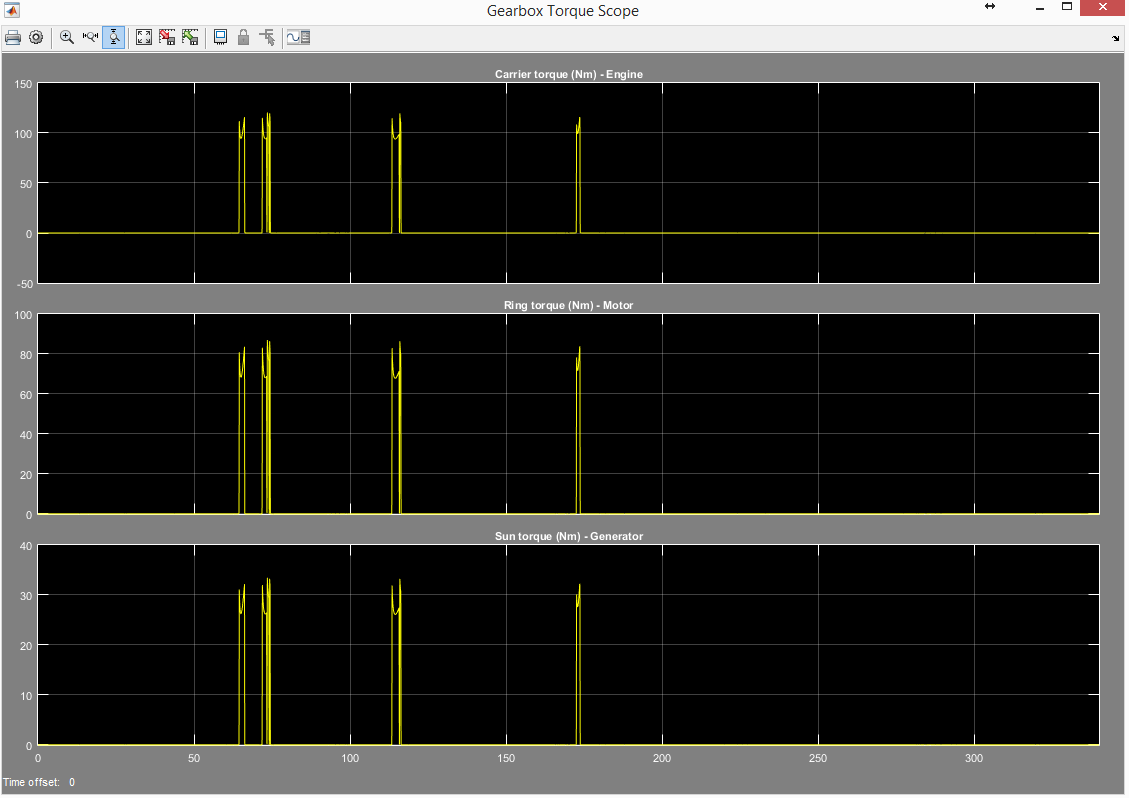 Gearbox Torque Scope
Carrier torque (Nm) - Engine
150
100
50
0
-50
Ring torque (Nm) - Motor
100
80
60
40
20
0
Sun torque (Nm) - Generator
40
30
20
10
0
0 50 100 150 200 250 300
Time offset: 0